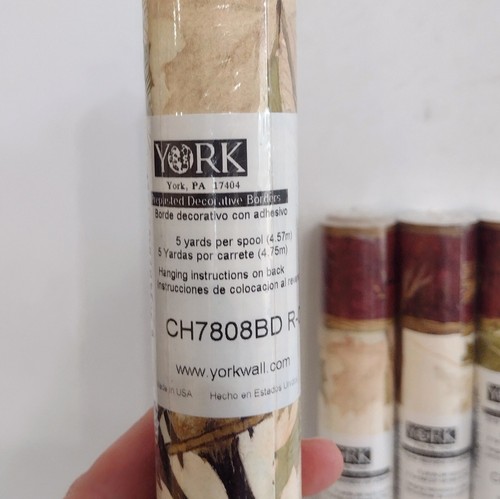 YORK
York, PA 17404
Prepasted Decorative Borders
Borde decorativo con adhesivo
5 yards per spool (4.57m)
5 Yardas por carrete (4.75m)
Hanging instructions on back
Instrucciones de colocacion al
CH7808BD
www.yorkwall.com
Made in USA Hecho en Estados
YORK
YORK